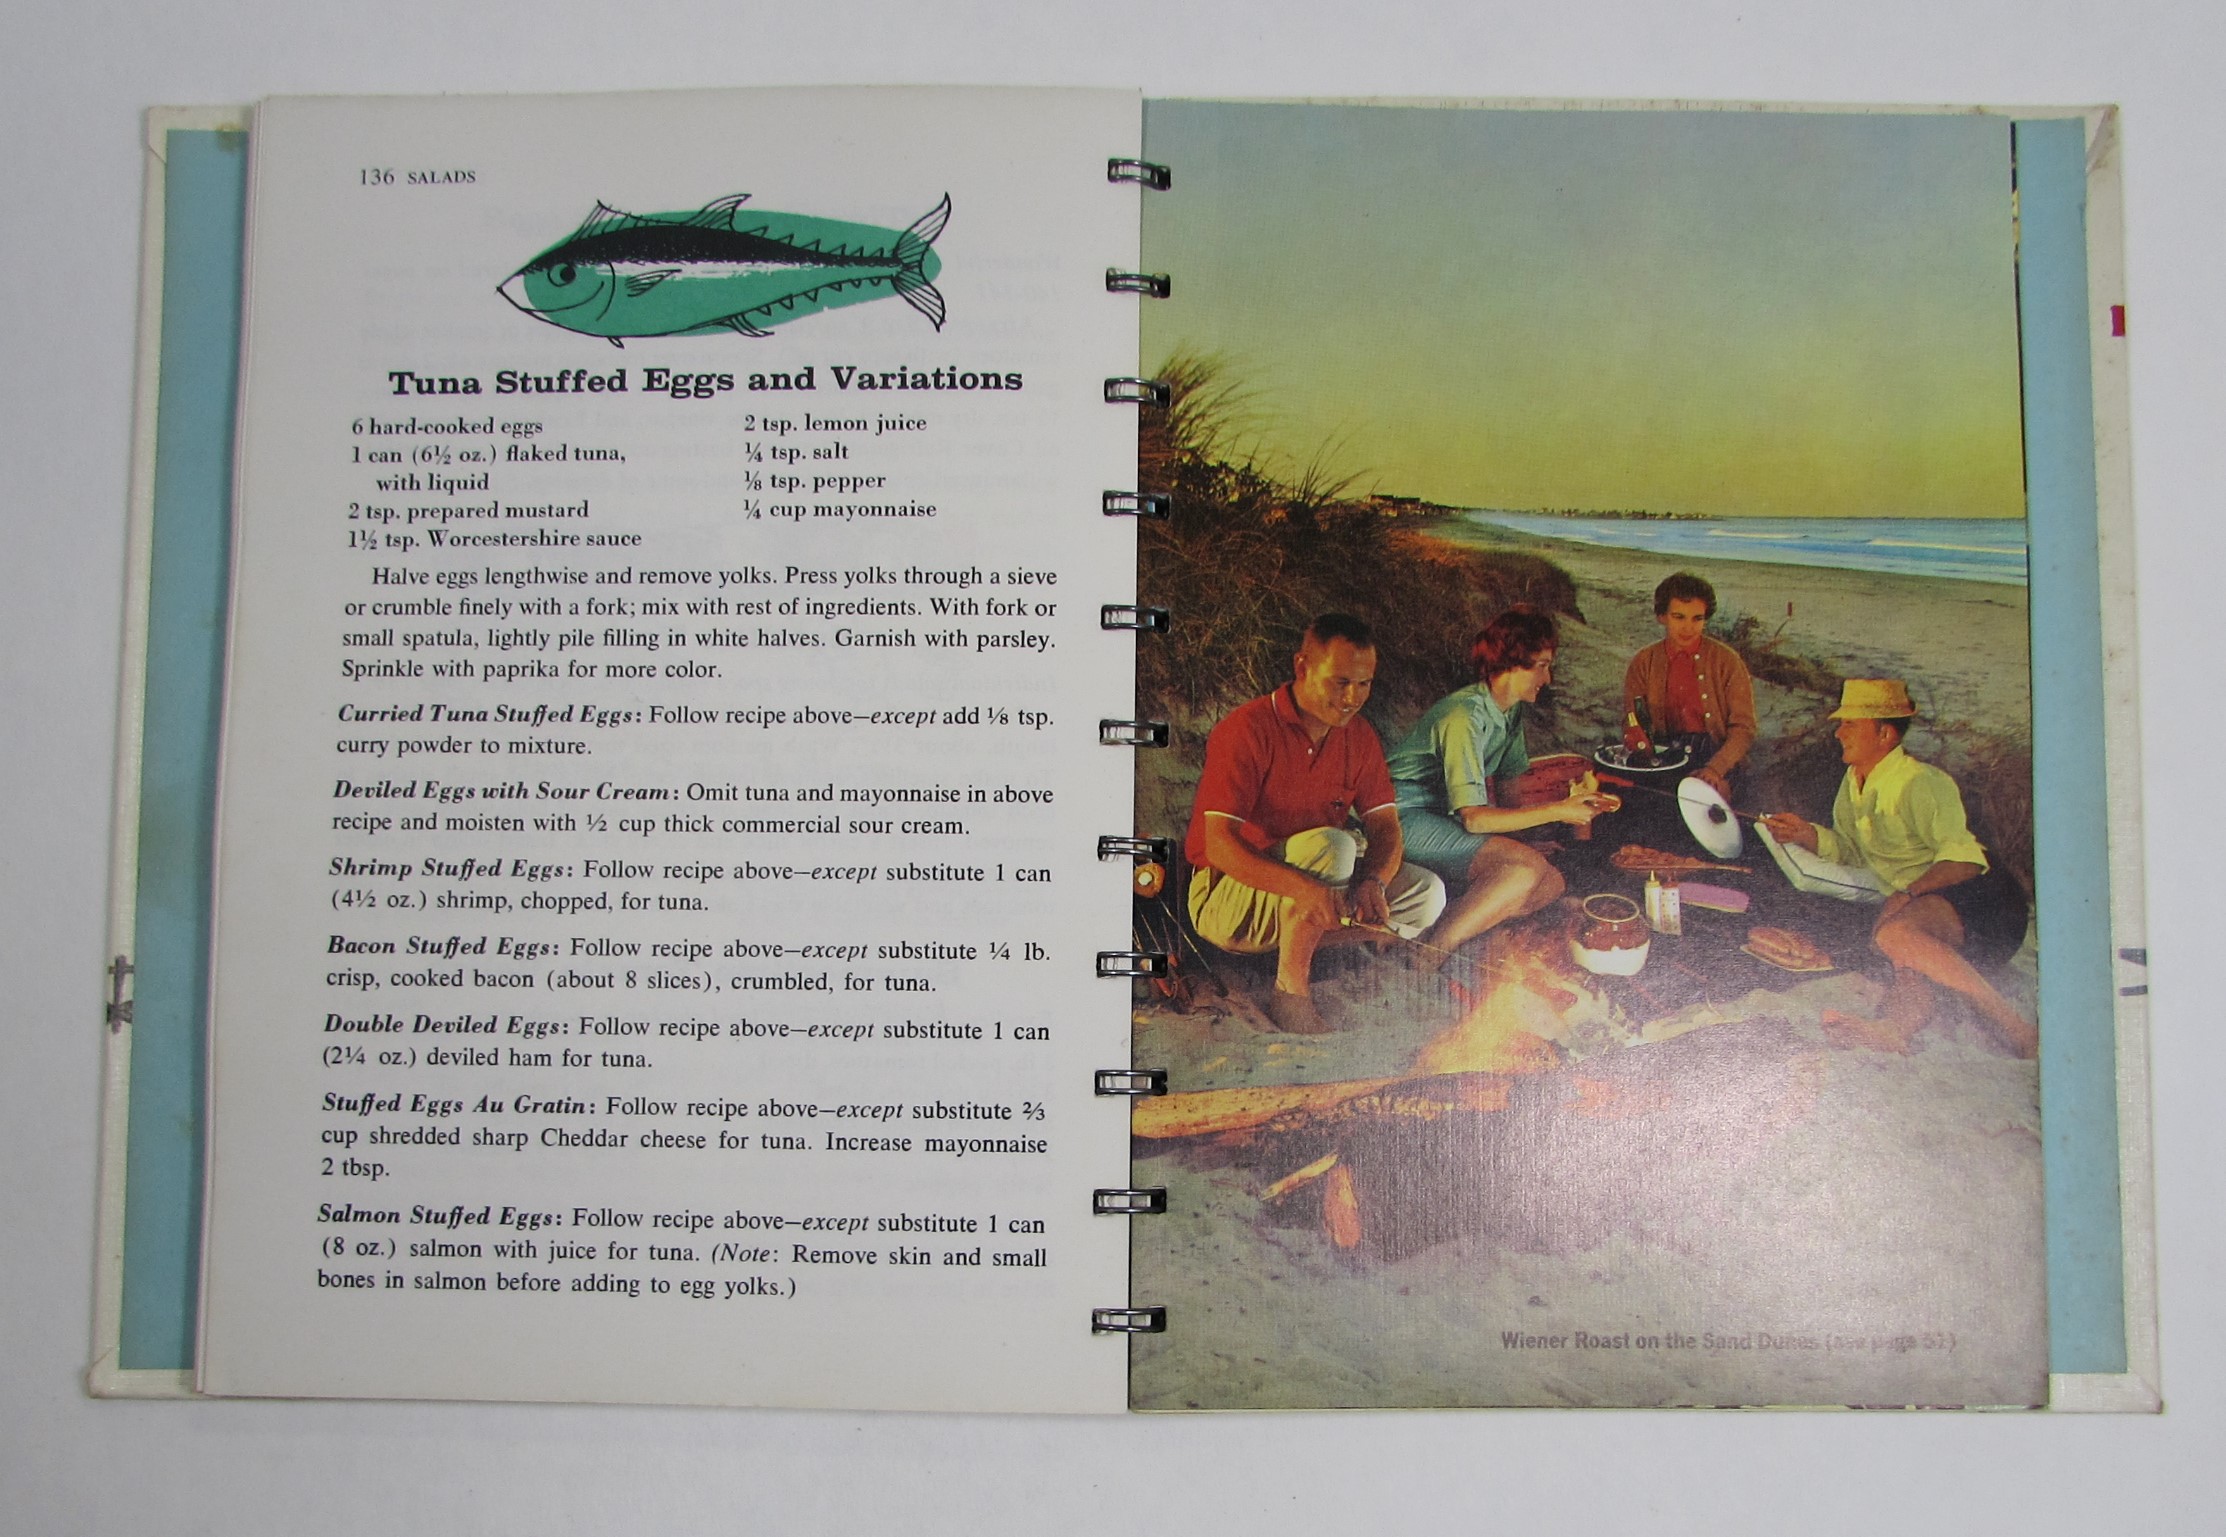 136 SALADS
Tuna Stuffed Eggs and Variations
6 hard-cooked eggs
1 can (6½ oz.) flaked tuna,
with liquid
2 tsp. prepared mustard
1½ tsp. Worcestershire sauce
2 tsp. lemon juice
¼ tsp. salt
⅛ tsp. pepper
¼ cup mayonnaise
Halve eggs lengthwise and remove yolks. Press yolks through a sieve
or crumble finely with a fork; mix with rest of ingredients. With fork or
small spatula, lightly pile filling in white halves. Garnish with parsley.
Sprinkle with paprika for more color.
Curried Tuna Stuffed Eggs: Follow recipe above—except add ⅛ tsp.
curry powder to mixture.
Deviled Eggs with Sour Cream: Omit tuna and mayonnaise in above
recipe and moisten with ½ cup thick commercial sour cream.
Shrimp Stuffed Eggs: Follow recipe above—except substitute 1 can
(4½ oz.) shrimp, chopped, for tuna.
Bacon Stuffed Eggs: Follow recipe above—except substitute ¼ lb.
crisp, cooked bacon (about 8 slices), crumbled, for tuna.
Double Deviled Eggs: Follow recipe above—except substitute 1 can
(2¼ oz.) deviled ham for tuna.
Stuffed Eggs Au Gratin: Follow recipe above—except substitute ⅔
cup shredded sharp Cheddar cheese for tuna. Increase mayonnaise
2 tbsp.
Salmon Stuffed Eggs: Follow recipe above—except substitute 1 can
(8 oz.) salmon with juice for tuna. (Note: Remove skin and small
bones in salmon before adding to egg yolks.)
Wiener Roast on the Sand Dunes (see page